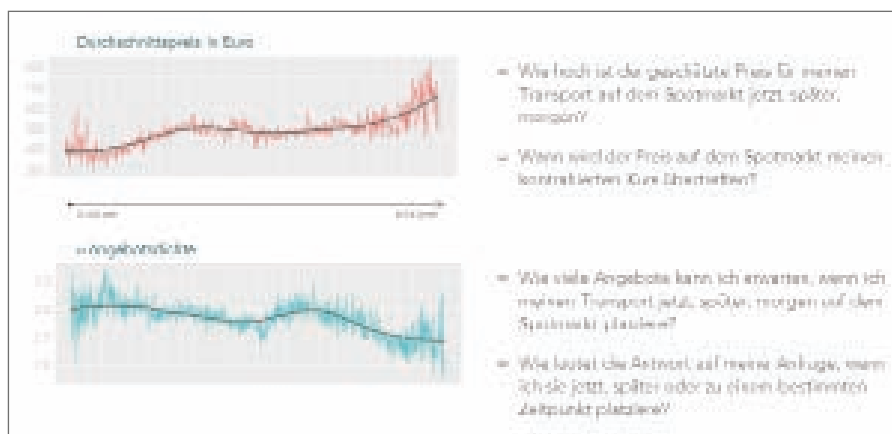 Durchschnittspreis in Euro
Wie hoch ist der geschätzte Preis für meinen
Transport auf dem Spotmarkt jetzt, später,
morgen?
Wann wird der Preis auf dem Spotmarkt meinen
kontrahierten Kurs übertreffen?
Angebotsdichte
Wie viele Angebote kann ich erwarten, wenn ich
meinen Transport jetzt, später, morgen auf dem
Spotmarkt platziere?
Wie lautet die Antwort auf meine Anfrage, wenn
ich sie jetzt, später oder zu einem bestimmten
Zeitpunkt platziere?